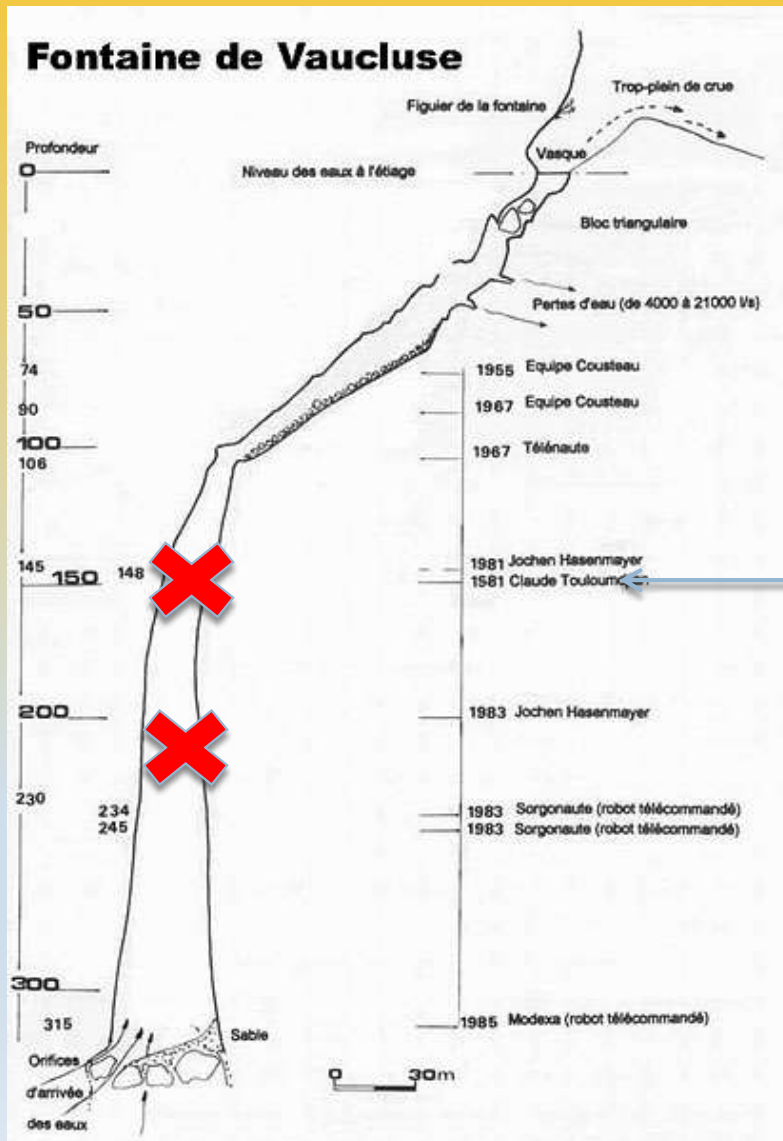 Fontaine de Vaucluse
Trop-plein de crue
Figuier de la fontaine
Profondeur
Vasque
0
Niveau des eaux à l'étiage
Bloc triangulaire
50
Pertes d'eau (de 4000 à 21000 l/s)
74
1955 Equipe Cousteau
90
1967 Equipe Cousteau
100
106
1967 Télénaute
145
1981 Jochen Hasenmayer
150
148
1581 Claude
200
1983 Jochen Hasenmayer
230
234
1983 Sorgonaute (robot télécommandé)
245
1983 Sorgonaute (robot télécommandé)
300
315
1985 Modexa (robot télécommandé)
Sable
Orifices
d'arrivée
des eaux
0 30m